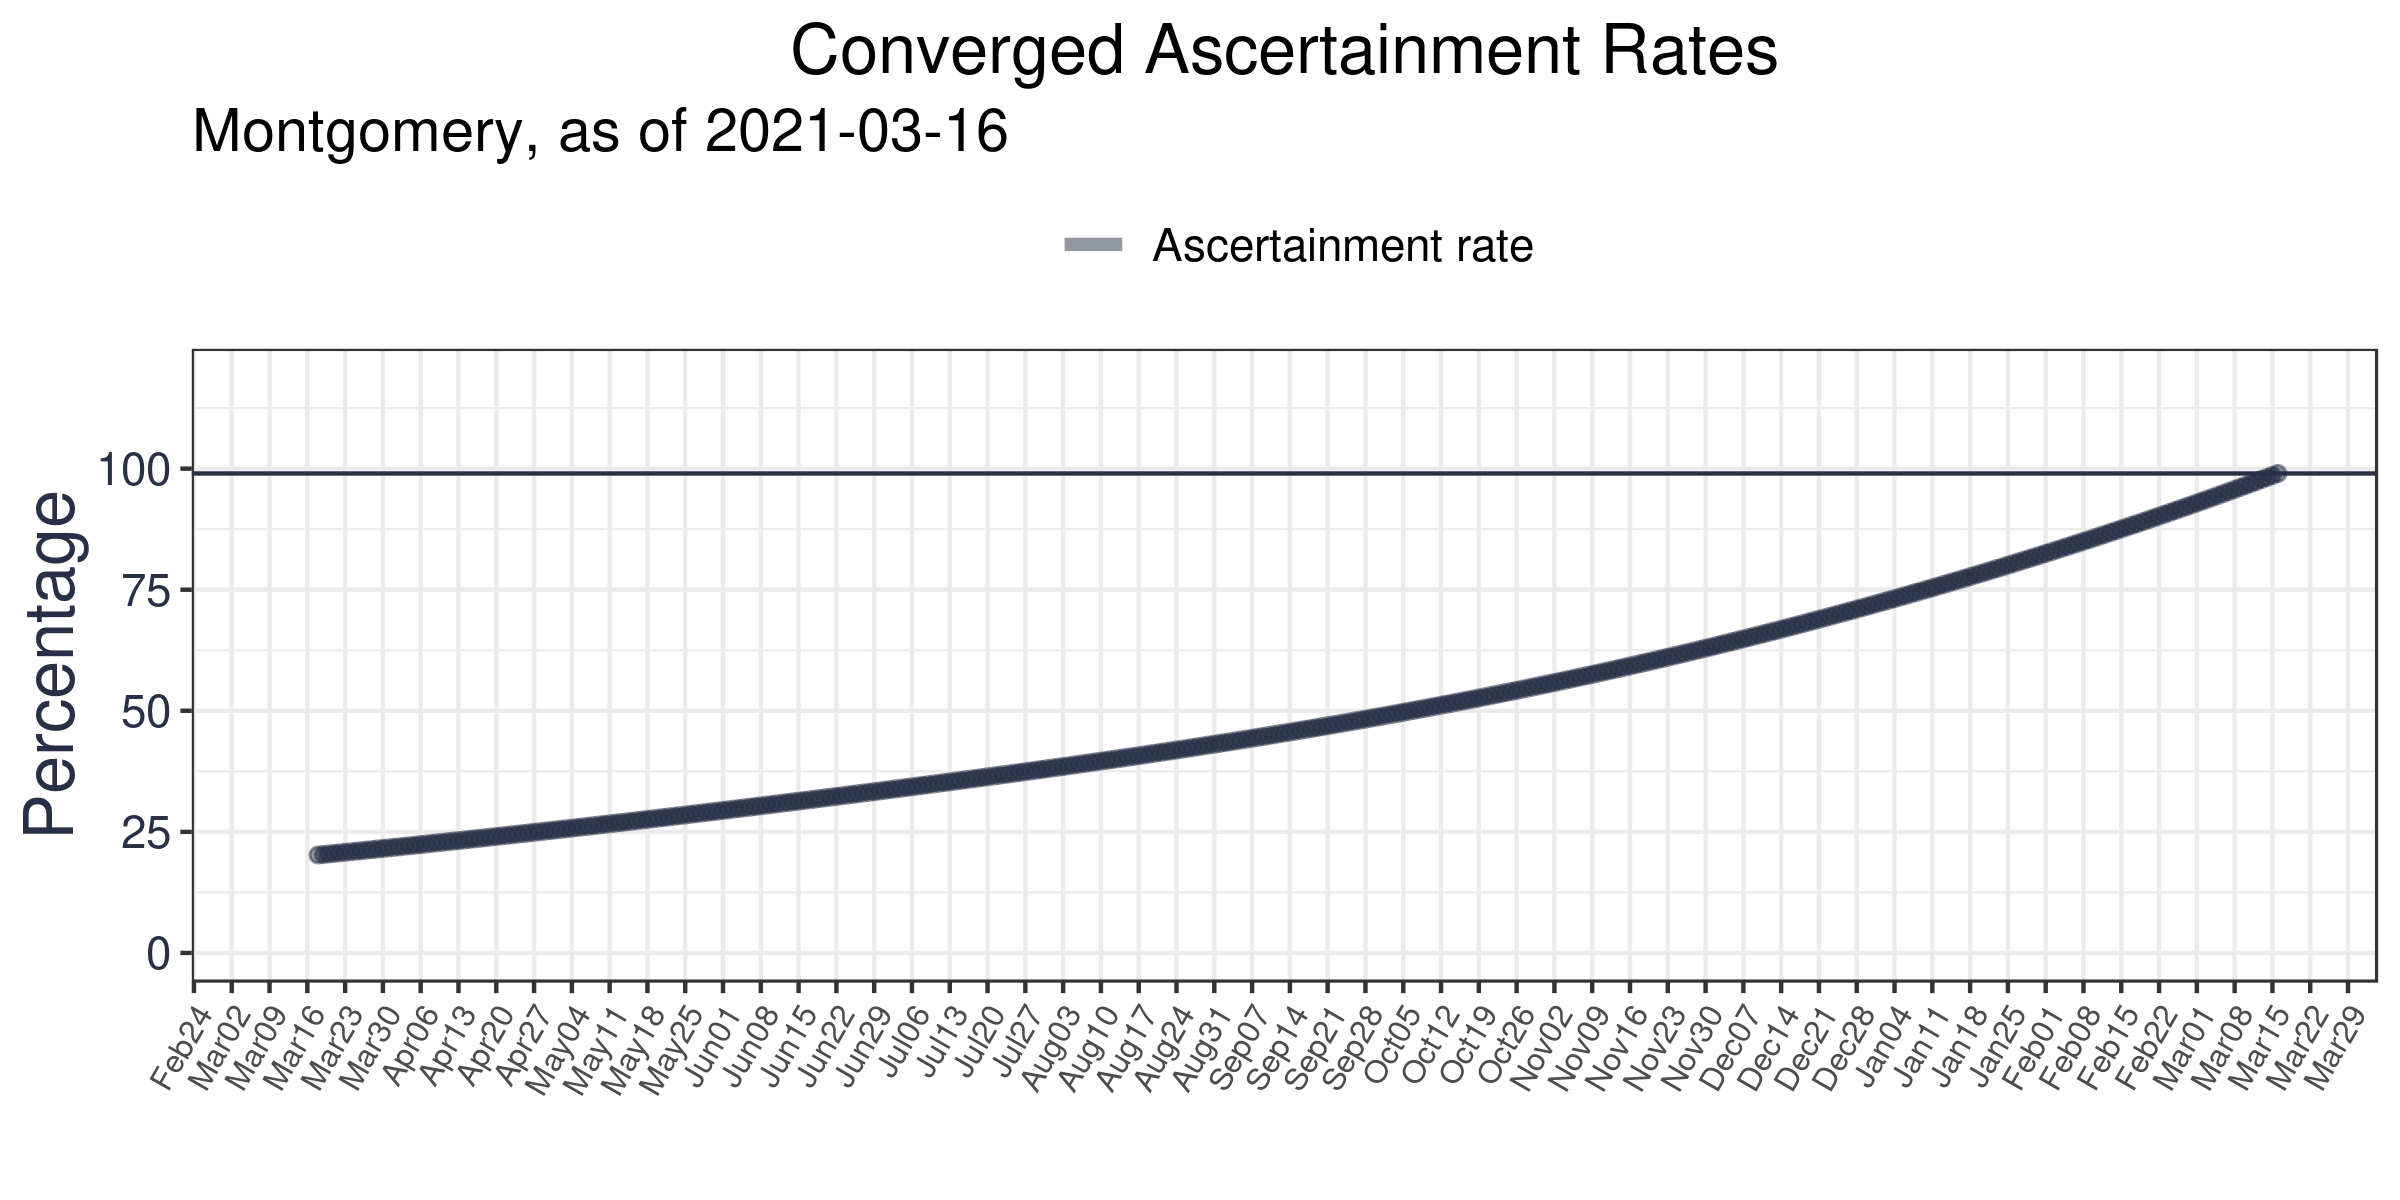 Converged Ascertainment Rates
Montgomery, as of 2021-03-16
Ascertainment rate
Percentage
100
75
50
25
0
Feb24 Mar02 Mar09 Mar16 Mar23 Mar30 Apr06 Apr13 Apr20 Apr27 May04 May11 May18 May25 Jun01 Jun08 Jun15 Jun22 Jun29 Jul06 Jul13 Jul20 Jul27 Aug03 Aug10 Aug17 Aug24 Aug31 Sep07 Sep14 Sep21 Sep28 Oct05 Oct12 Oct19 Oct26 Nov02 Nov09 Nov16 Nov23 Nov30 Dec07 Dec14 Dec21 Dec28 Jan04 Jan11 Jan18 Jan25 Feb01 Feb08 Feb15 Feb22 Mar01 Mar08 Mar15 Mar22 Mar29